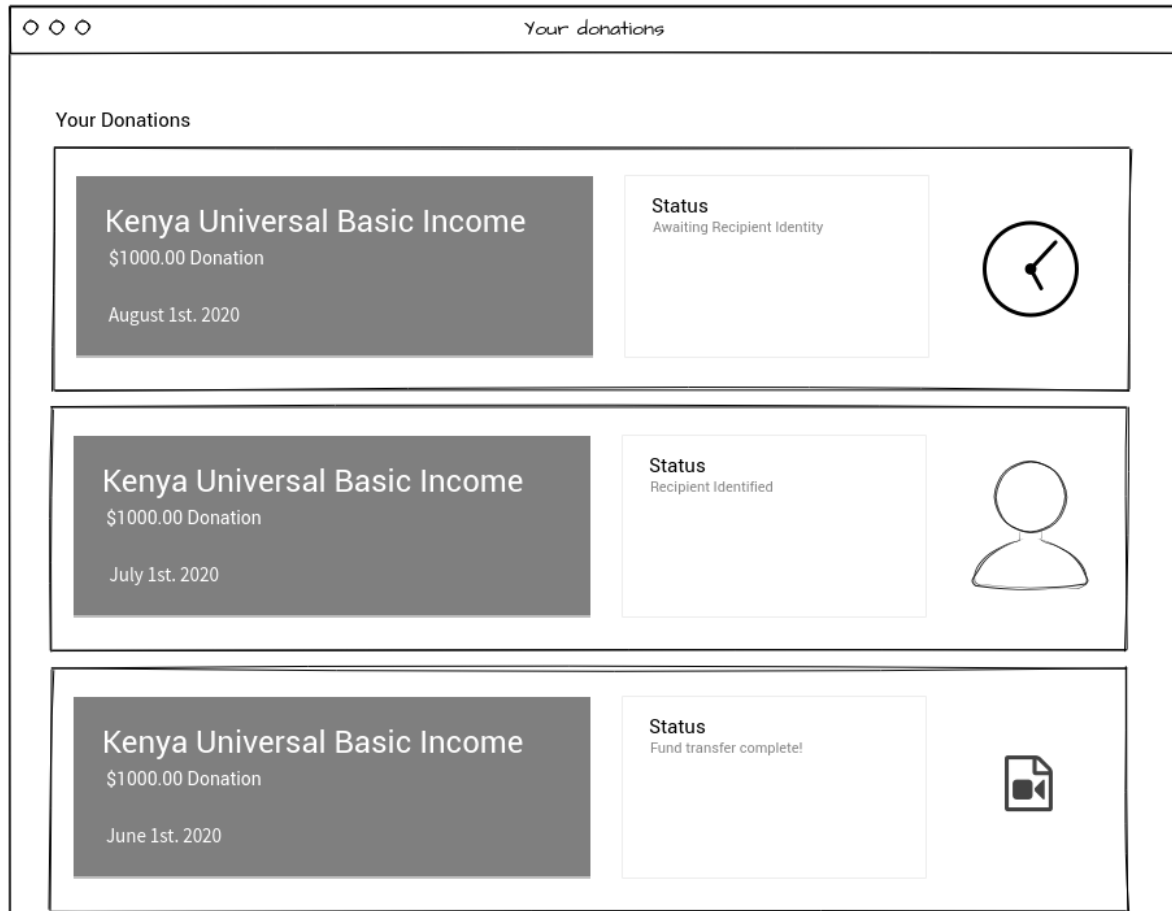 Your donations
Your Donations
Kenya Universal Basic Income
$1000.00 Donation
August 1st. 2020
Status
Awaiting Recipient Identity
Kenya Universal Basic Income
$1000.00 Donation
July 1st. 2020
Status
Recipient Identified
Kenya Universal Basic Income
$1000.00 Donation
June 1st. 2020
Status
Fund transfer complete!